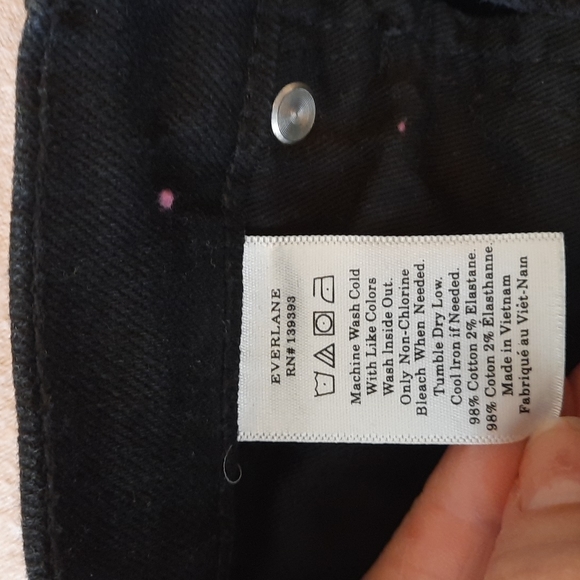 EVERLANE
RN# 139393
Machine Wash Cold
With Like Colors
Wash Inside Out.
Only Non-Chlorine
Bleach When Needed.
Tumble Dry Low.
Cool Iron if Needed.
98% Cotton 2% Elastane.
98% Coton 2% Élasthanne
Made in Vietnam
Fabriqué au Viêt-Nam